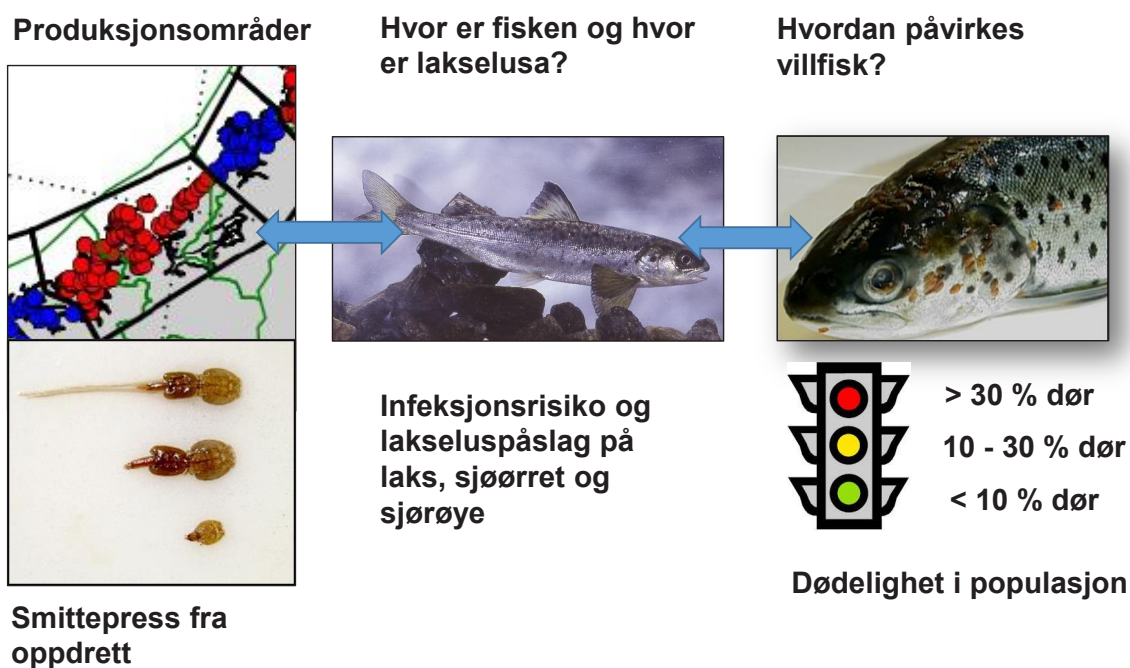 Produksjonsområder
Hvor er fisken og hvor
er lakselusa?
Hvordan påvirkes
villfisk?
Infeksjonsrisiko og
lakseluspåslag på
laks, sjøørret og
sjørøye
> 30 % dør
10 - 30 % dør
< 10 % dør
Dødelighet i populasjon
Smittepress fra
oppdrett